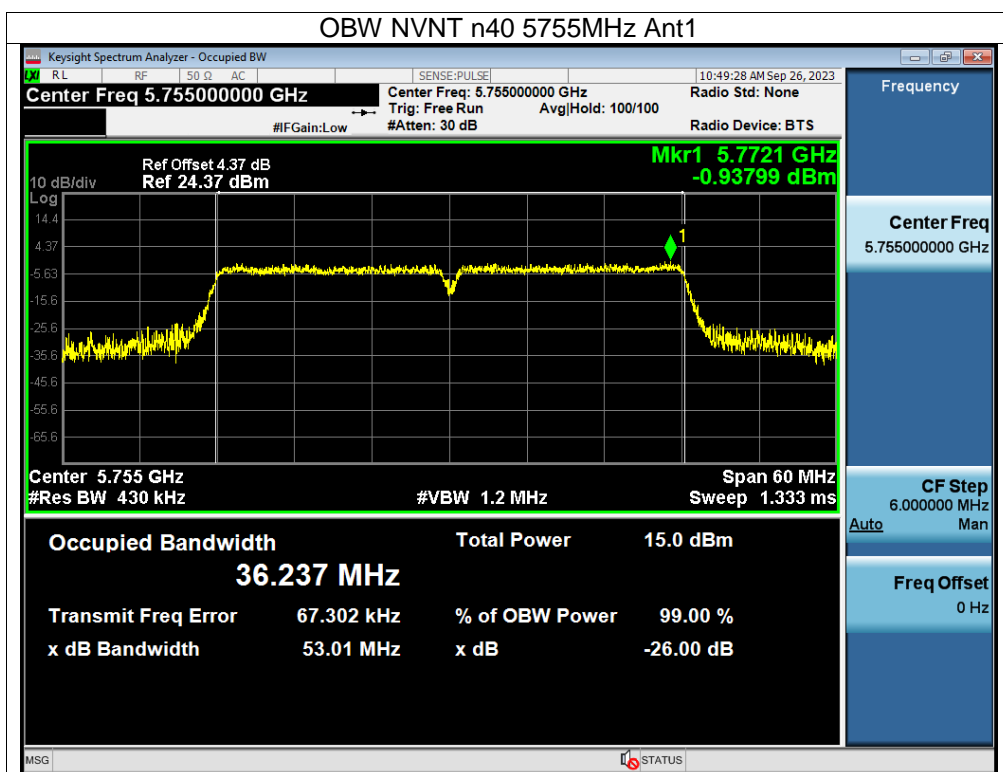 OBW NVNT n40 5755MHz Ant1
Keysight Spectrum Analyzer - Occupied BW
LXI RL RF 50 Ω AC SENSE:PULSE 10:49:28 AM Sep 26, 2023
Center Freq 5.755000000 GHz
Center Freq: 5.755000000 GHz
Radio Std: None
Trig: Free Run Avg|Hold: 100/100
#IFGain:Low #Atten: 30 dB Radio Device: BTS
Ref Offset 4.37 dB
Mkr1 5.7721 GHz
10 dB/div Ref 24.37 dBm -0.93799 dBm
Log
14.4
4.37
-5.63
-15.6
-25.6
-35.6
-45.6
-55.6
-65.6
1
Center 5.755 GHz Span 60 MHz
#Res BW 430 kHz #VBW 1.2 MHz Sweep 1.333 ms
Occupied Bandwidth Total Power 15.0 dBm
36.237 MHz
Transmit Freq Error 67.302 kHz % of OBW Power 99.00 %
x dB Bandwidth 53.01 MHz x dB -26.00 dB
Frequency
Center Freq
5.755000000 GHz
CF Step
6.000000 MHz
Auto Man
Freq Offset
0 Hz
MSG STATUS